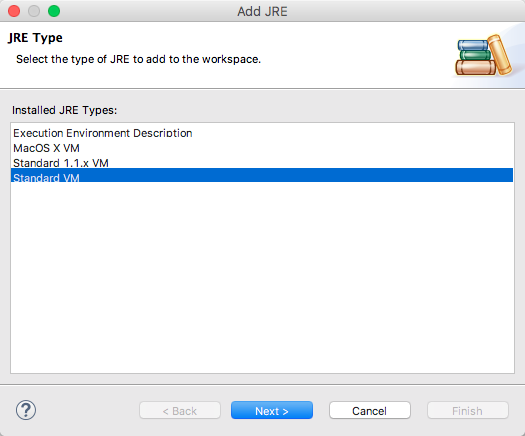 Add JRE
JRE Type
Select the type of JRE to add to the workspace.
Installed JRE Types:
Execution Environment Description
MacOS X VM
Standard 1.1.x VM
Standard VM
?
< Back
Next >
Cancel
Finish